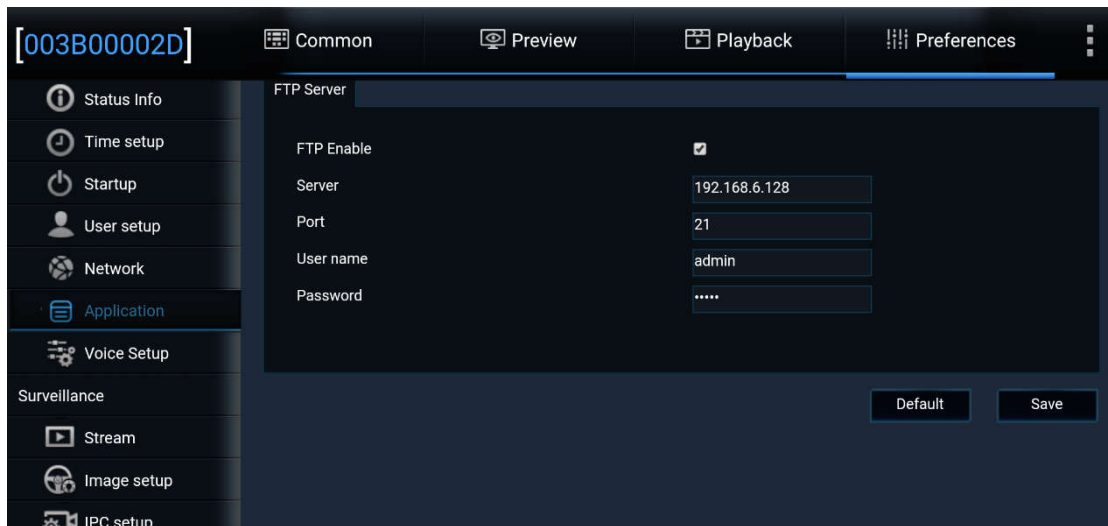 [003B00002D]
Common
Preview
Playback
Preferences
Status Info
Time setup
Startup
User setup
Network
Application
Voice Setup
Surveillance
Stream
Image setup
IPC setup
FTP Server
FTP Enable
Server 192.168.6.128
Port 21
User name admin
Password •••••
Default
Save